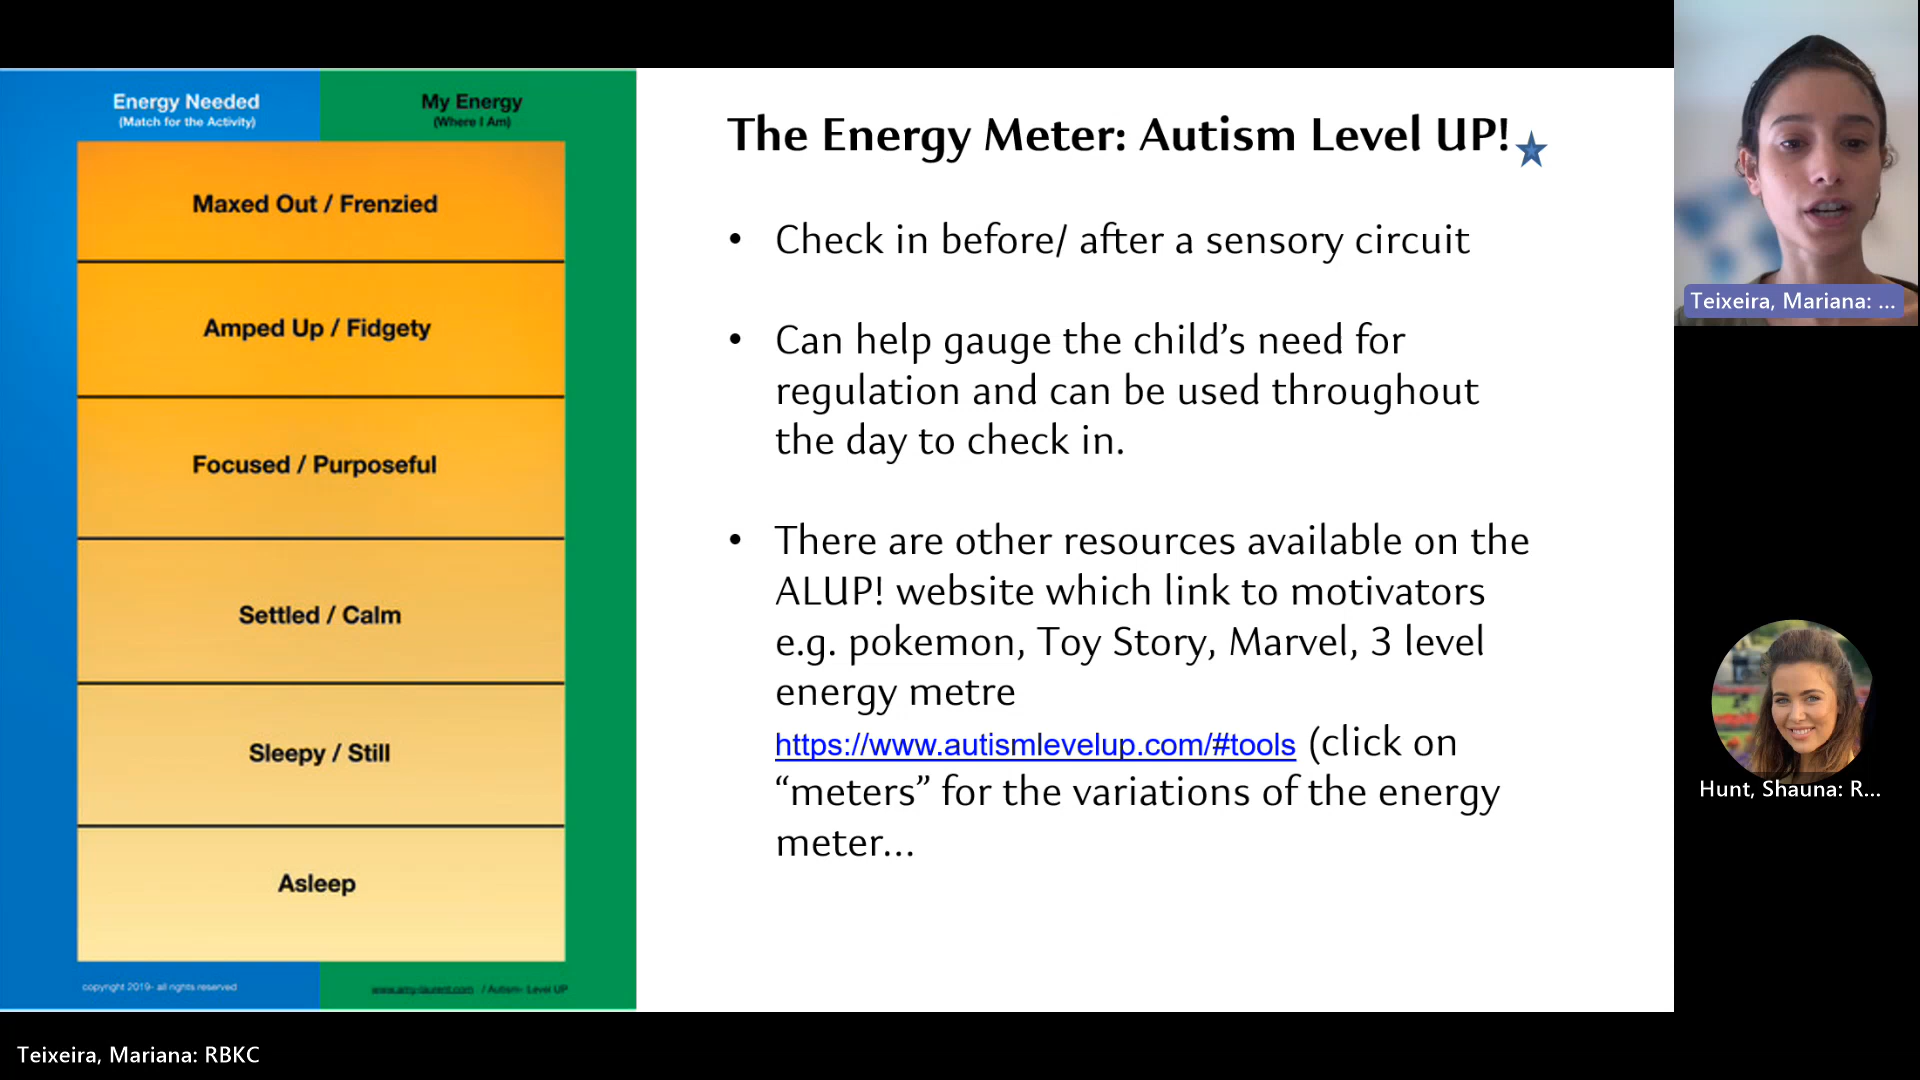 Energy Needed
(Match for the Activity)
My Energy
(Where I Am)
Maxed Out / Frenzied
Amped Up / Fidgety
Focused / Purposeful
Settled / Calm
Sleepy / Still
Asleep
copyright 2019- all rights reserved
www.amy-laurent.com / Autism Level UP
The Energy Meter: Autism Level UP!
• Check in before/ after a sensory circuit
• Can help gauge the child’s need for
regulation and can be used throughout
the day to check in.
• There are other resources available on the
ALUP! website which link to motivators
e.g. pokemon, Toy Story, Marvel, 3 level
energy metre
https://www.autismlevelup.com/#tools (click on
“meters” for the variations of the energy
meter...
Teixeira, Mariana: ...
Hunt, Shauna: R...
Teixeira, Mariana: RBKC